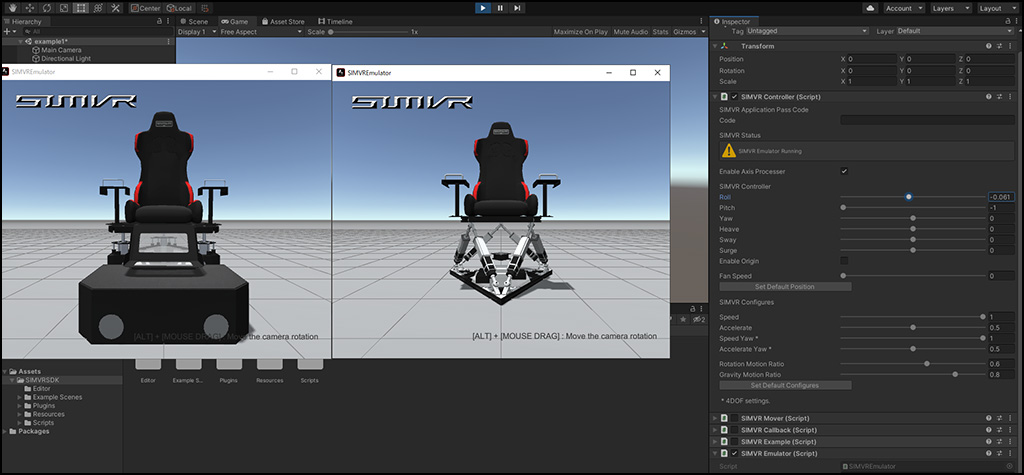 Center
Local
Account
Layers
Layout
Hierarchy
All
example1*
Main Camera
Directional Light
Scene
Game
Asset Store
Timeline
Display 1
Free Aspect
Scale
1x
Maximize On Play
Mute Audio
Stats
Gizmos
SIMVREmulator
SIMVR
[ALT] + [MOUSE DRAG] : Move the camera rotation
SIMVREmulator
SIMVR
[ALT] + [MOUSE DRAG] : Move the camera rotation
2
Assets
SIMVRSDK
Editor
Example Scenes
Plugins
Resources
Scripts
Packages
Editor
Example S...
Plugins
Resources
Scripts
Inspector
Tag Untagged
Layer Default
Transform
Position X 0 Y 0 Z 0
Rotation X 0 Y 0 Z 0
Scale X 1 Y 1 Z 1
SIMVR Controller (Script)
SIMVR Application Pass Code
Code
SIMVR Status
SIMVR Emulator Running
Enable Axis Processer
SIMVR Controller
Roll -0.061
Pitch -1
Yaw 0
Heave 0
Sway 0
Surge 0
Enable Origin
Fan Speed 0
Set Default Position
SIMVR Configures
Speed 1
Accelerate 0.5
Speed Yaw * 1
Accelerate Yaw * 0.5
Rotation Motion Ratio 0.6
Gravity Motion Ratio 0.8
Set Default Configures
* 4DOF settings.
SIMVR Mover (Script)
SIMVR Callback (Script)
SIMVR Example (Script)
SIMVR Emulator (Script)
Script SIMVREmulator